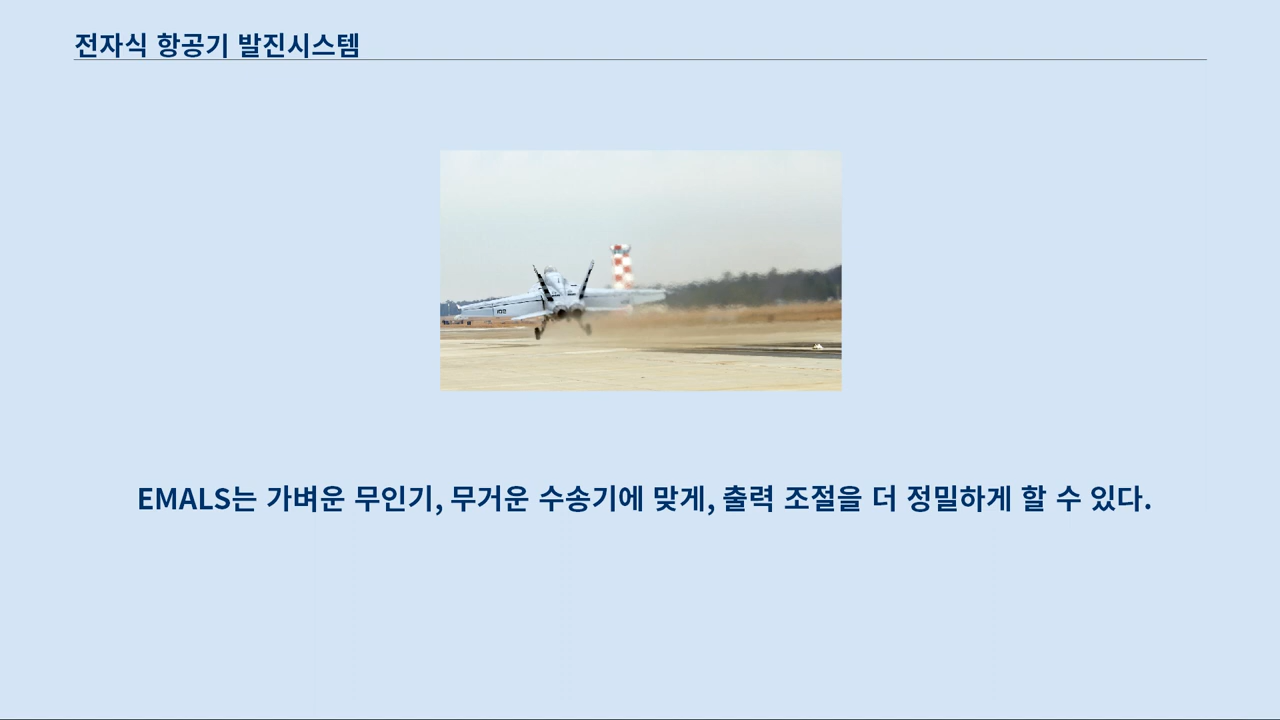 전자식 항공기 발진시스템
EMALS는 가벼운 무인기, 무거운 수송기에 맞게, 출력 조절을 더 정밀하게 할 수 있다.